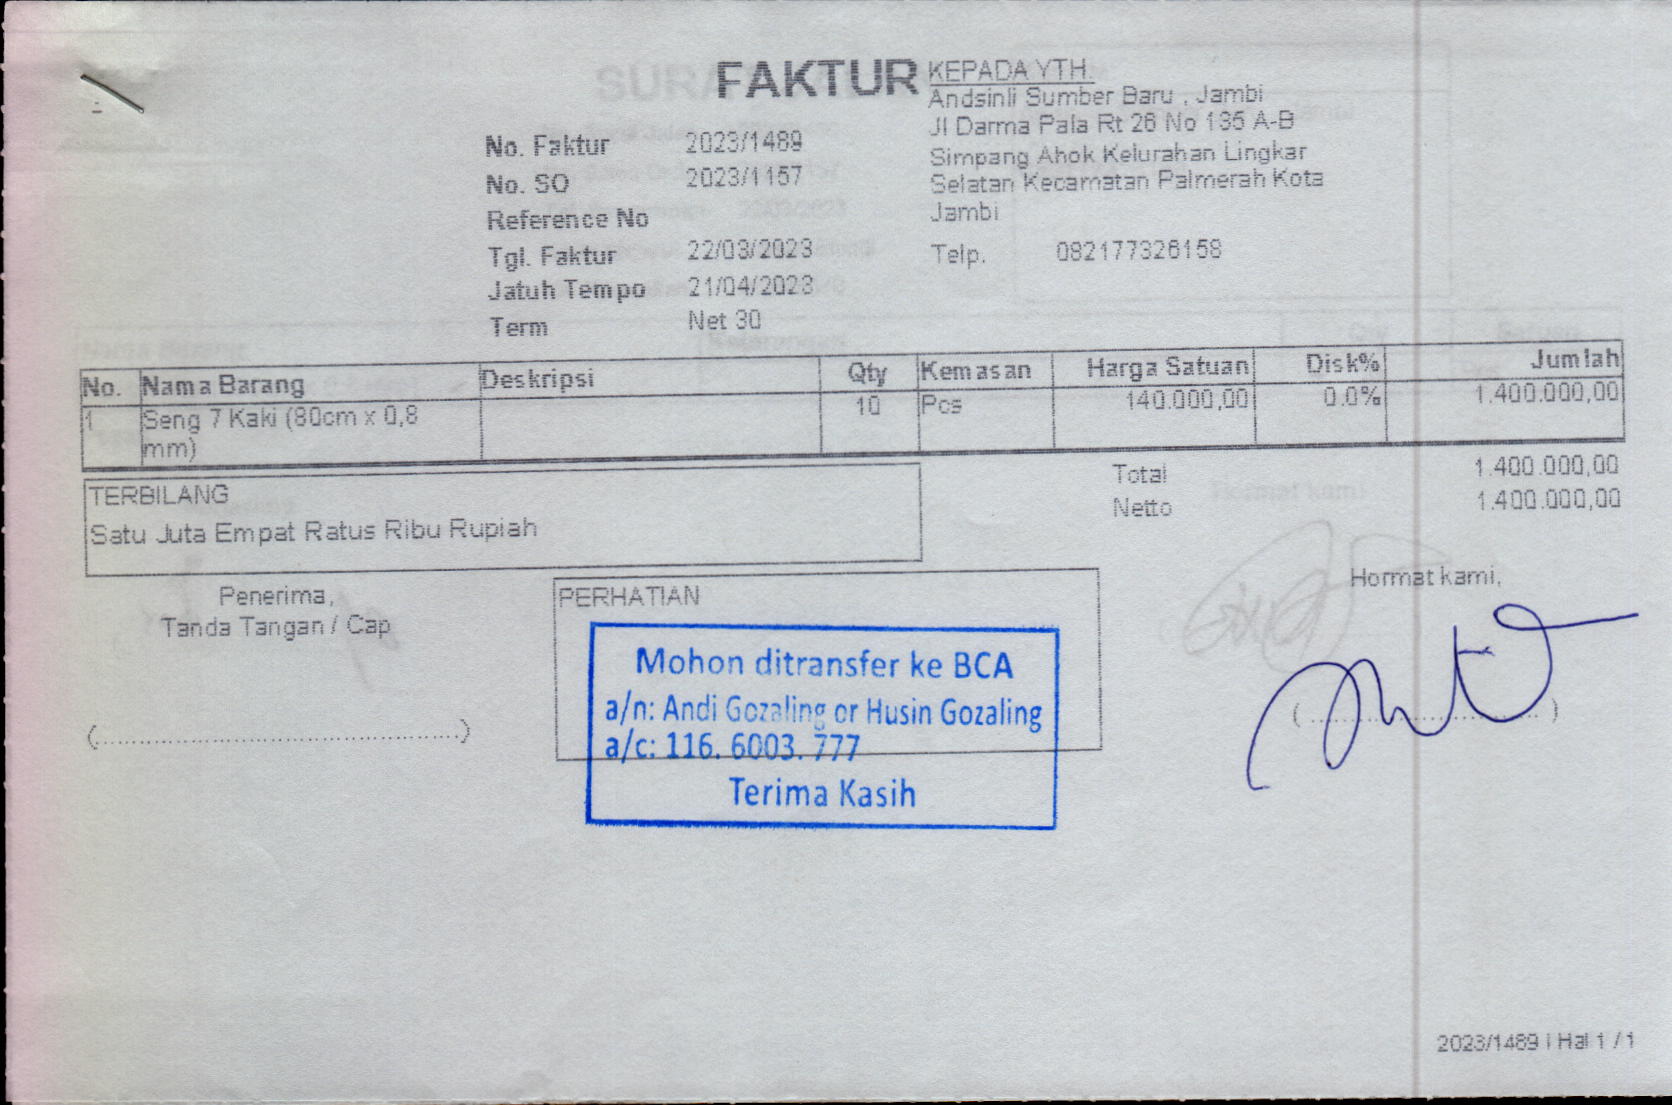 FAKTUR
KEPADA YTH.
Andsinli Sumber Baru , Jambi
Jl Darma Pala Rt 26 No 135 A-B
Simpang Ahok Kelurahan Lingkar
Selatan Kecamatan Palmerah Kota
Jambi
Telp. 082177326158
No. Faktur 2023/1489
No. SO 2023/1157
Reference No
Tgl. Faktur 22/03/2023
Jatuh Tempo 21/04/2023
Term Net 30
No. Nama Barang Deskripsi Qty Kemasan Harga Satuan Disk% Jumlah
1 Seng 7 Kaki (80cm x 0,8 10 Pcs 140.000,00 0.0% 1.400.000,00
mm)
Total 1.400.000,00
Netto 1.400.000,00
TERBILANG
Satu Juta Empat Ratus Ribu Rupiah
Penerima,
Tanda Tangan / Cap
(..................................................)
PERHATIAN
Mohon ditransfer ke BCA
a/n: Andi Gozaling or Husin Gozaling
a/c: 116. 6003. 777
Terima Kasih
Hormat kami,
(..................................)
2023/1489 | Hal 1 / 1